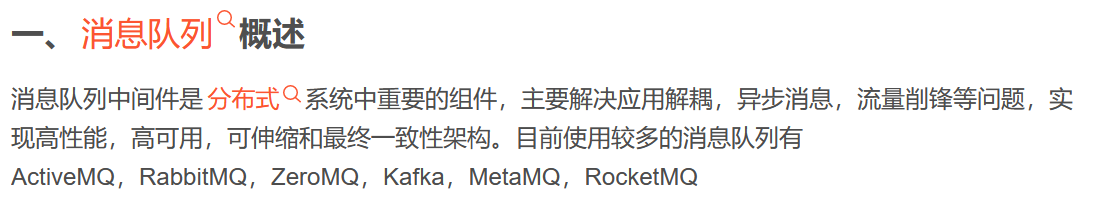 一、消息队列概述
消息队列中间件是分布式系统中重要的组件，主要解决应用解耦，异步消息，流量削锋等问题，实
现高性能，高可用，可伸缩和最终一致性架构。目前使用较多的消息队列有
ActiveMQ，RabbitMQ，ZeroMQ，Kafka，MetaMQ，RocketMQ